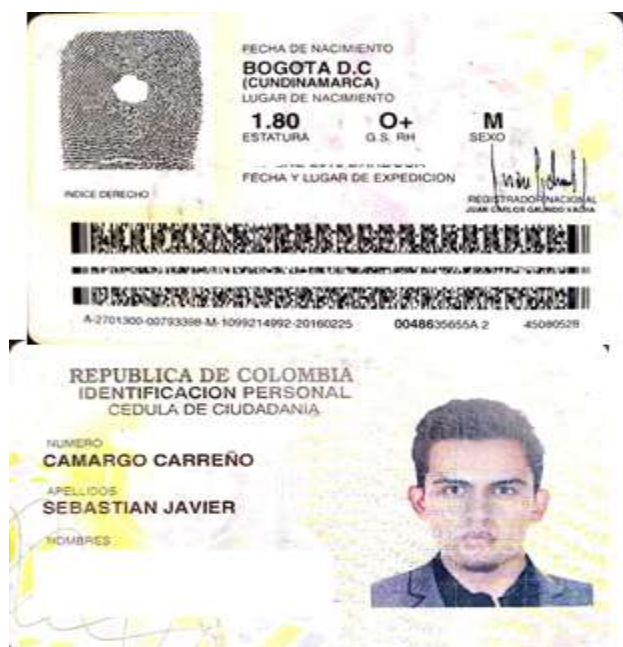 FECHA DE NACIMIENTO
BOGOTA D.C
(CUNDINAMARCA)
LUGAR DE NACIMIENTO
1.80 O+ M
ESTATURA G.S. RH SEXO
FECHA Y LUGAR DE EXPEDICION
INDICE DERECHO
REGISTRADOR NACIONAL
JUAN CARLOS GALINDO VACHA
A-2701300-00793398-M-1099214992-20160225 0048635655A 2 45080528
REPUBLICA DE COLOMBIA
IDENTIFICACION PERSONAL
CEDULA DE CIUDADANIA
NUMERO
CAMARGO CARREÑO
APELLIDOS
SEBASTIAN JAVIER
NOMBRES